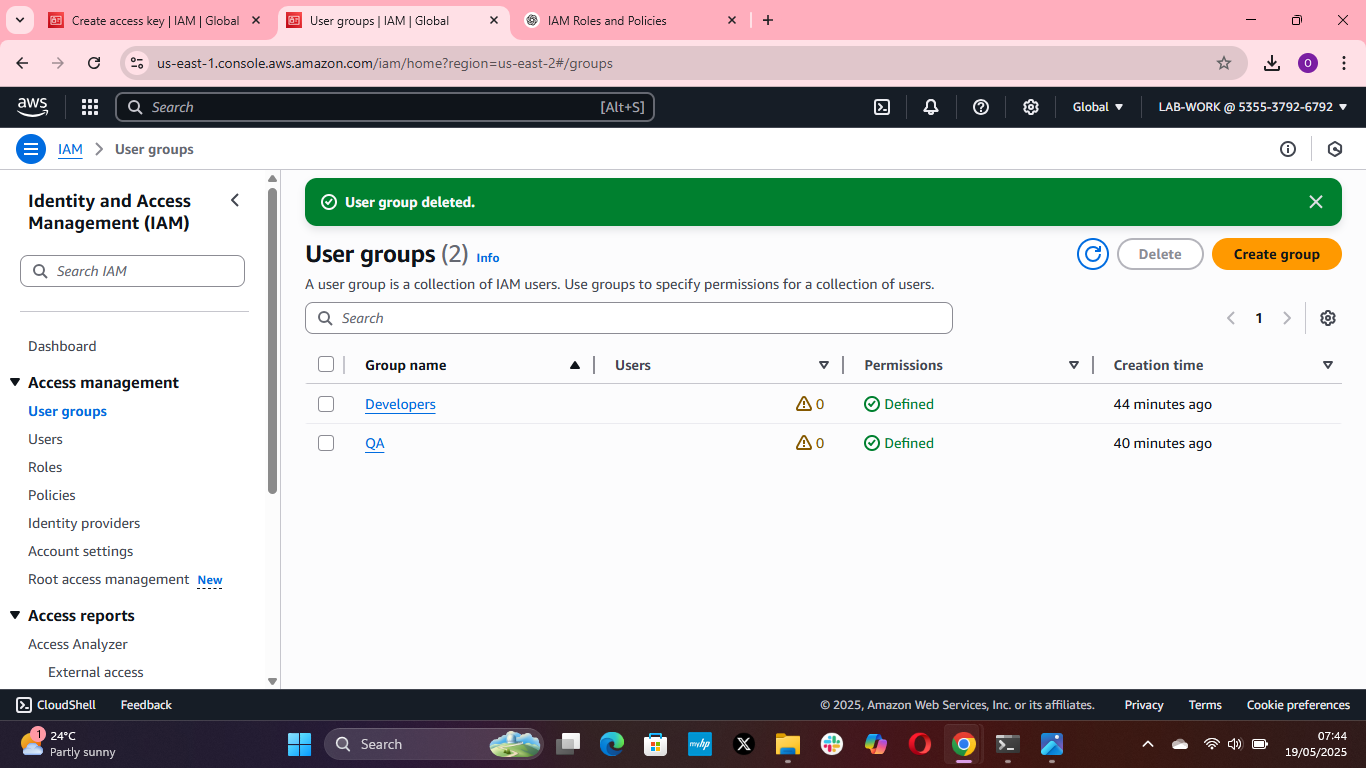 Create access key | IAM | Global
User groups | IAM | Global
IAM Roles and Policies
us-east-1.console.aws.amazon.com/iam/home?region=us-east-2#/groups
O
aws
Search
[Alt+S]
Global
LAB-WORK @ 5355-3792-6792
IAM
User groups
Identity and Access
Management (IAM)
Search IAM
Dashboard
Access management
User groups
Users
Roles
Policies
Identity providers
Account settings
Root access management New
Access reports
Access Analyzer
External access
User group deleted.
User groups (2) Info
Delete
Create group
A user group is a collection of IAM users. Use groups to specify permissions for a collection of users.
Search
1
Group name Users Permissions Creation time
Developers 0 Defined 44 minutes ago
QA 0 Defined 40 minutes ago
CloudShell Feedback © 2025, Amazon Web Services, Inc. or its affiliates. Privacy Terms Cookie preferences
1
24°C
Partly sunny
Search
myhp
X
07:44
19/05/2025